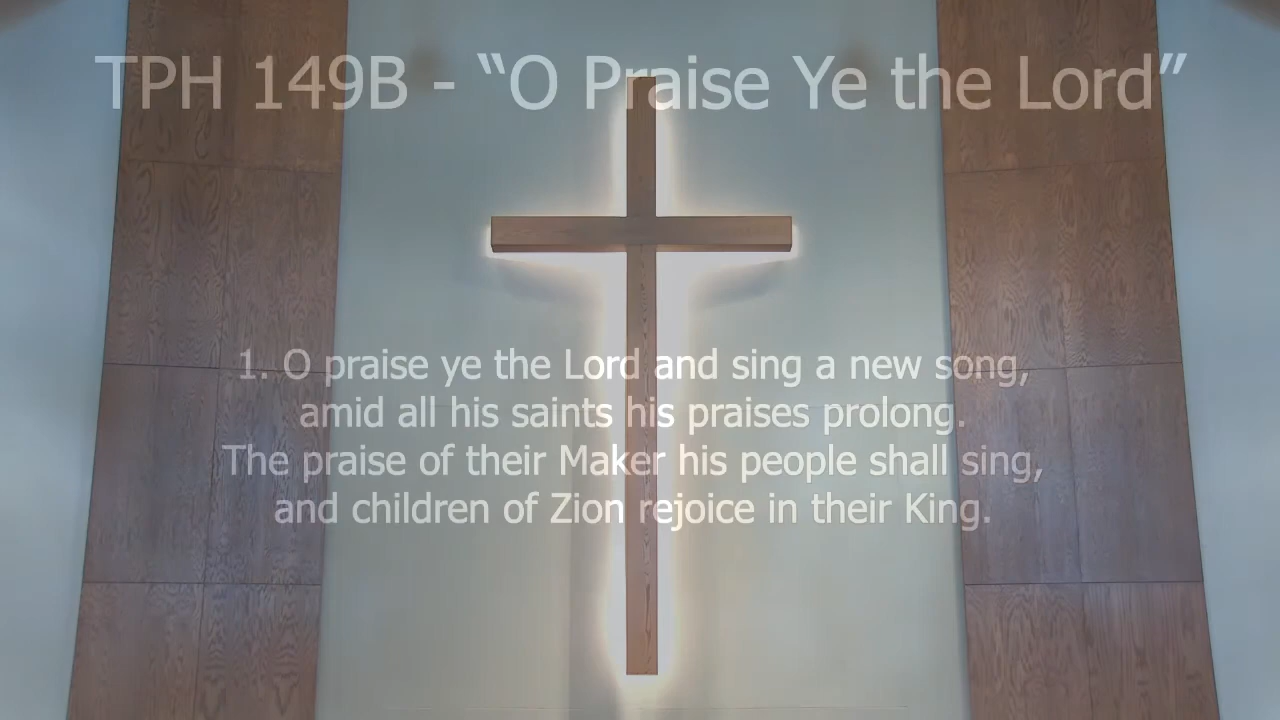 TPH 149B - “O Praise Ye the Lord”
1. O praise ye the Lord and sing a new song,
amid all his saints his praises prolong.
The praise of their Maker his people shall sing,
and children of Zion rejoice in their King.